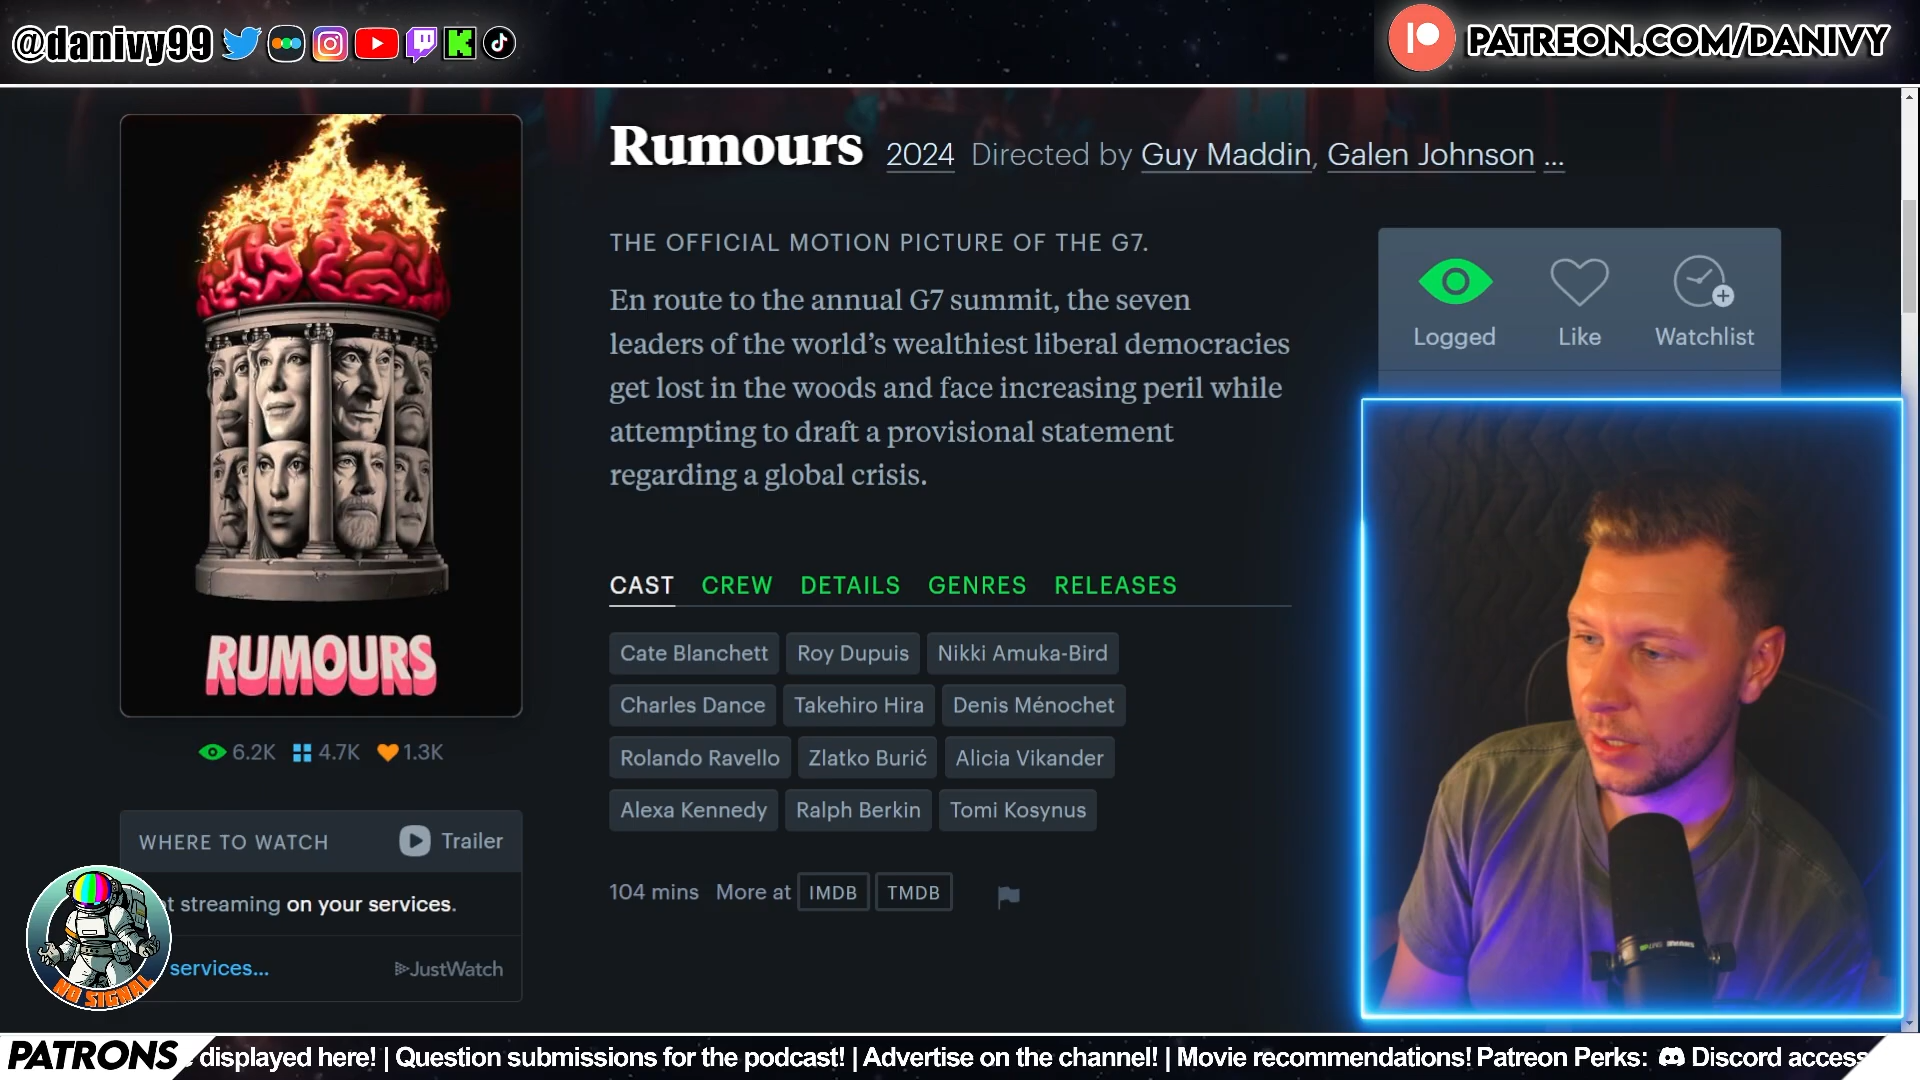 @danivy99
PATREON.COM/DANIVY
Rumours 2024 Directed by Guy Maddin, Galen Johnson ...
THE OFFICIAL MOTION PICTURE OF THE G7.
En route to the annual G7 summit, the seven
leaders of the world’s wealthiest liberal democracies
get lost in the woods and face increasing peril while
attempting to draft a provisional statement
regarding a global crisis.
Logged Like Watchlist
RUMOURS
CAST CREW DETAILS GENRES RELEASES
Cate Blanchett Roy Dupuis Nikki Amuka-Bird
Charles Dance Takehiro Hira Denis Ménochet
Rolando Ravello Zlatko Burić Alicia Vikander
Alexa Kennedy Ralph Berkin Tomi Kosynus
104 mins More at IMDB TMDB
6.2K 4.7K 1.3K
WHERE TO WATCH Trailer
streaming on your services.
services...
JustWatch
NO SIGNAL
PATRONS displayed here! | Question submissions for the podcast! | Advertise on the channel! | Movie recommendations! Patreon Perks: Discord access